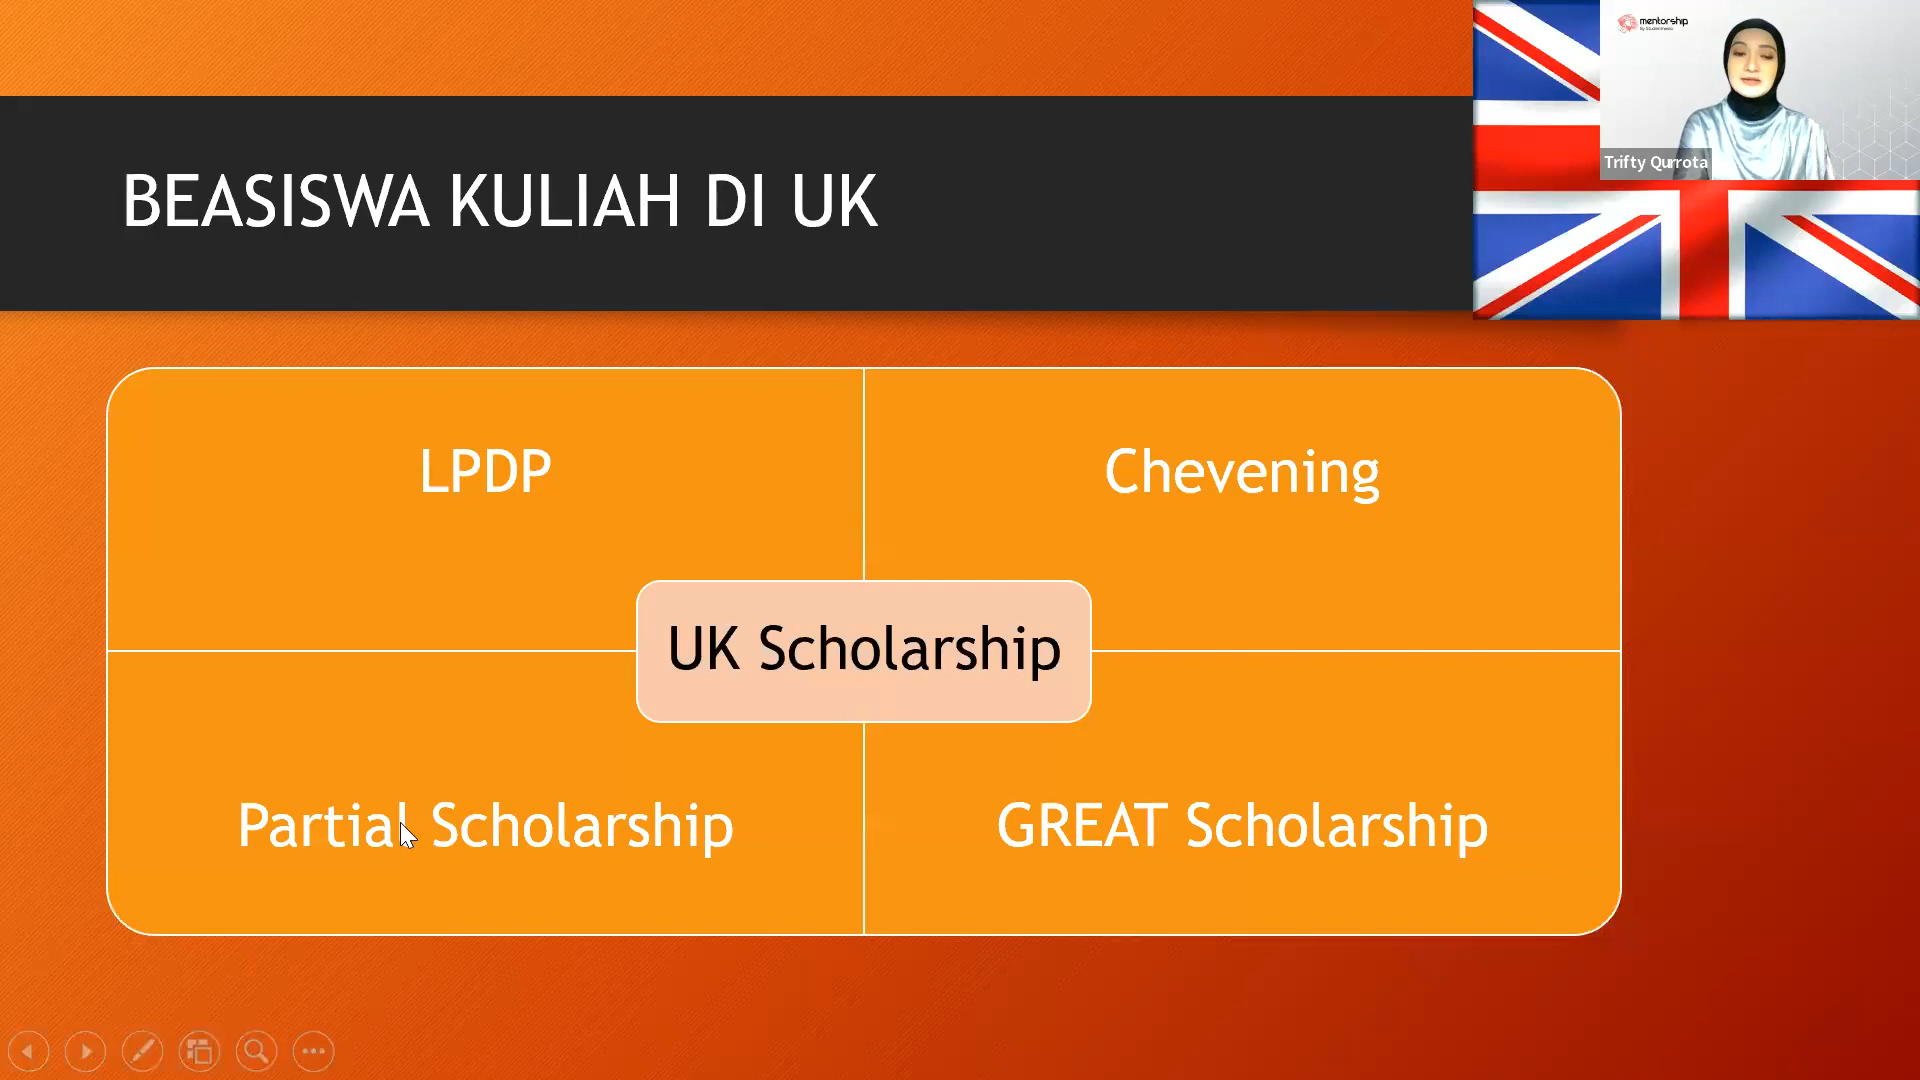 mentorship
Trifty Qurrota
BEASISWA KULIAH DI UK
LPDP
Chevening
UK Scholarship
Partial Scholarship
GREAT Scholarship